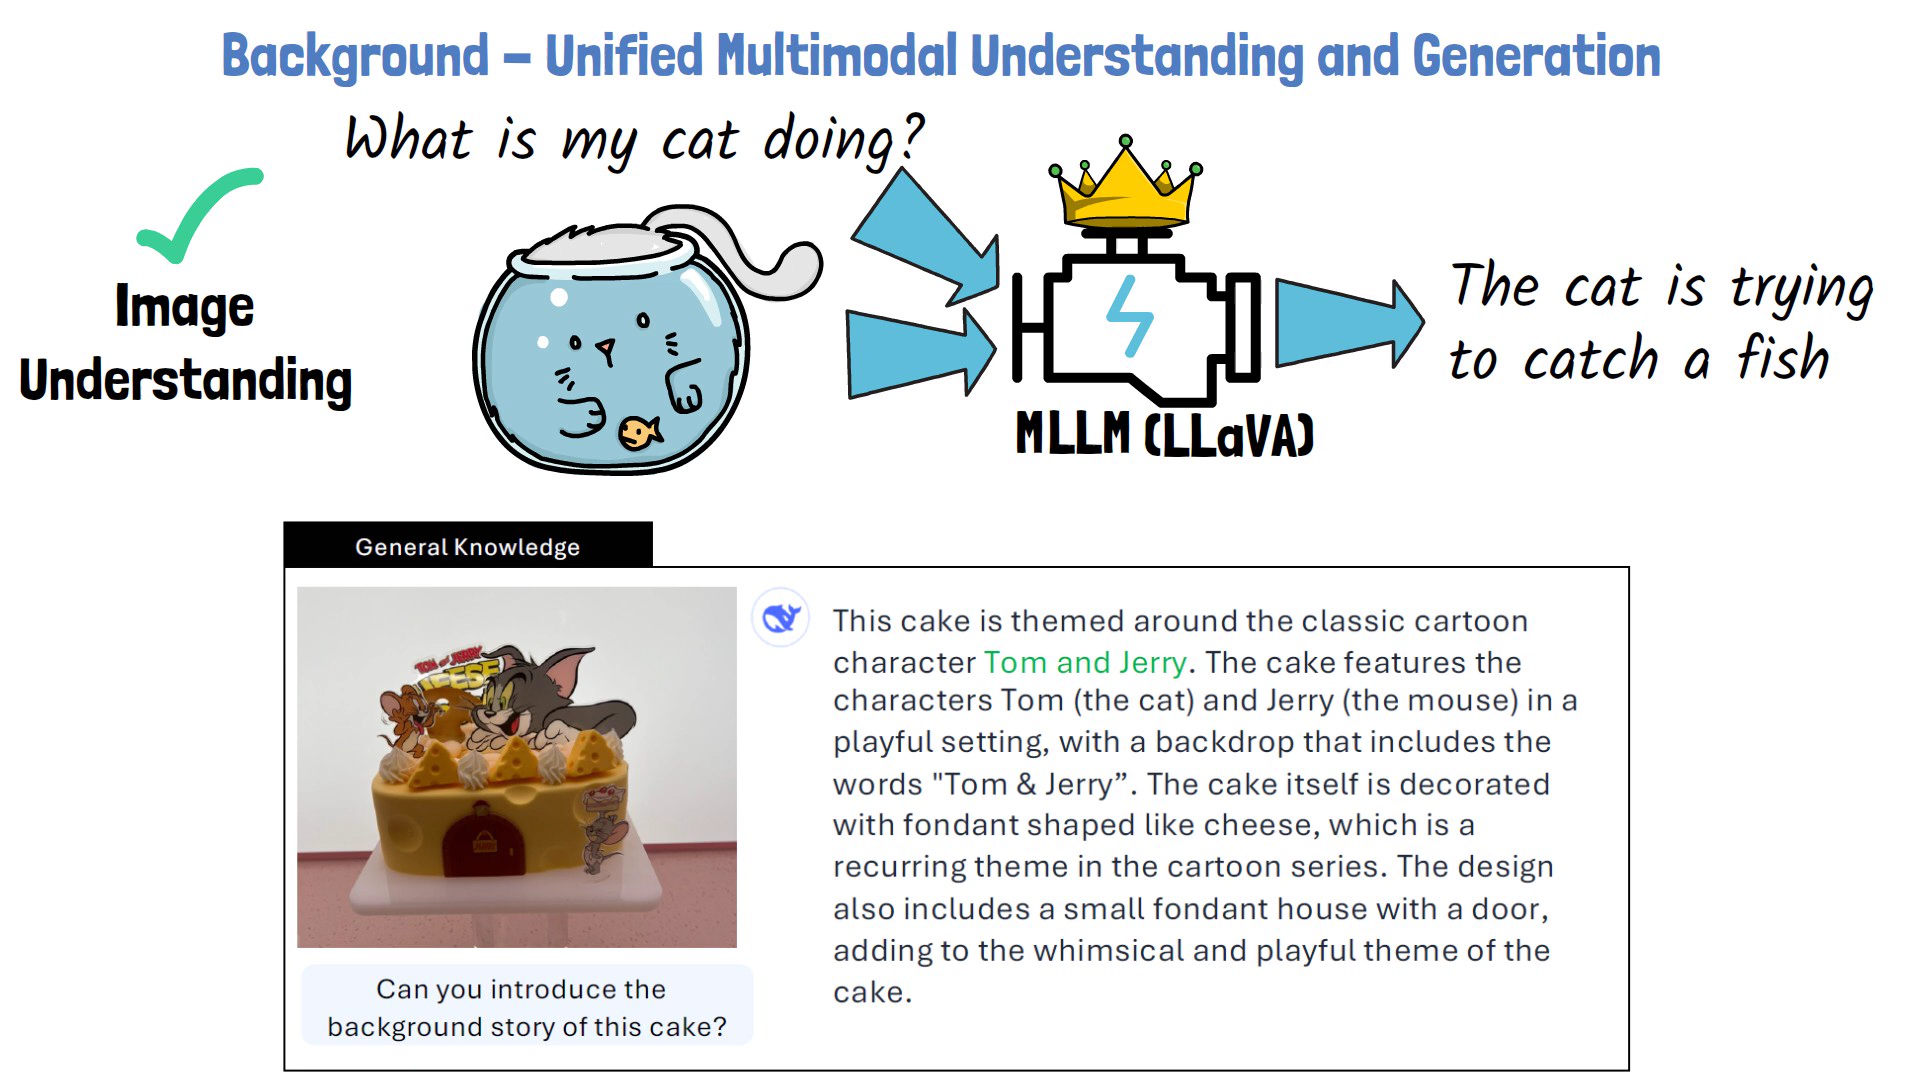 Background – Unified Multimodal Understanding and Generation
What is my cat doing?
Image
Understanding
The cat is trying
to catch a fish
MLLM (LLaVA)
General Knowledge
TOM and JERRY
Can you introduce the
background story of this cake?
This cake is themed around the classic cartoon
character Tom and Jerry. The cake features the
characters Tom (the cat) and Jerry (the mouse) in a
playful setting, with a backdrop that includes the
words "Tom & Jerry”. The cake itself is decorated
with fondant shaped like cheese, which is a
recurring theme in the cartoon series. The design
also includes a small fondant house with a door,
adding to the whimsical and playful theme of the
cake.